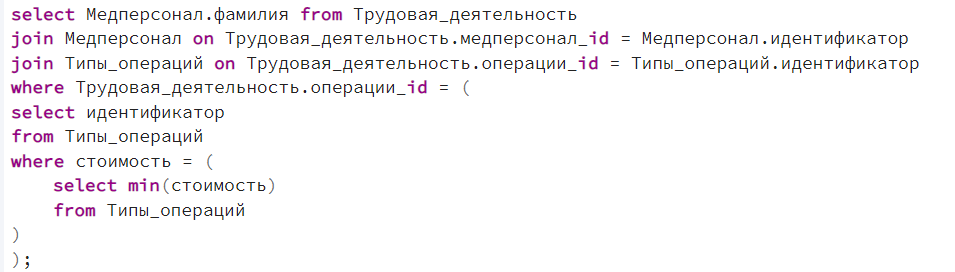 select Медперсонал.фамилия from Трудовая_деятельность
join Медперсонал on Трудовая_деятельность.медперсонал_id = Медперсонал.идентификатор
join Типы_операций on Трудовая_деятельность.операции_id = Типы_операций.идентификатор
where Трудовая_деятельность.операции_id = (
select идентификатор
from Типы_операций
where стоимость = (
    select min(стоимость)
    from Типы_операций
)
);